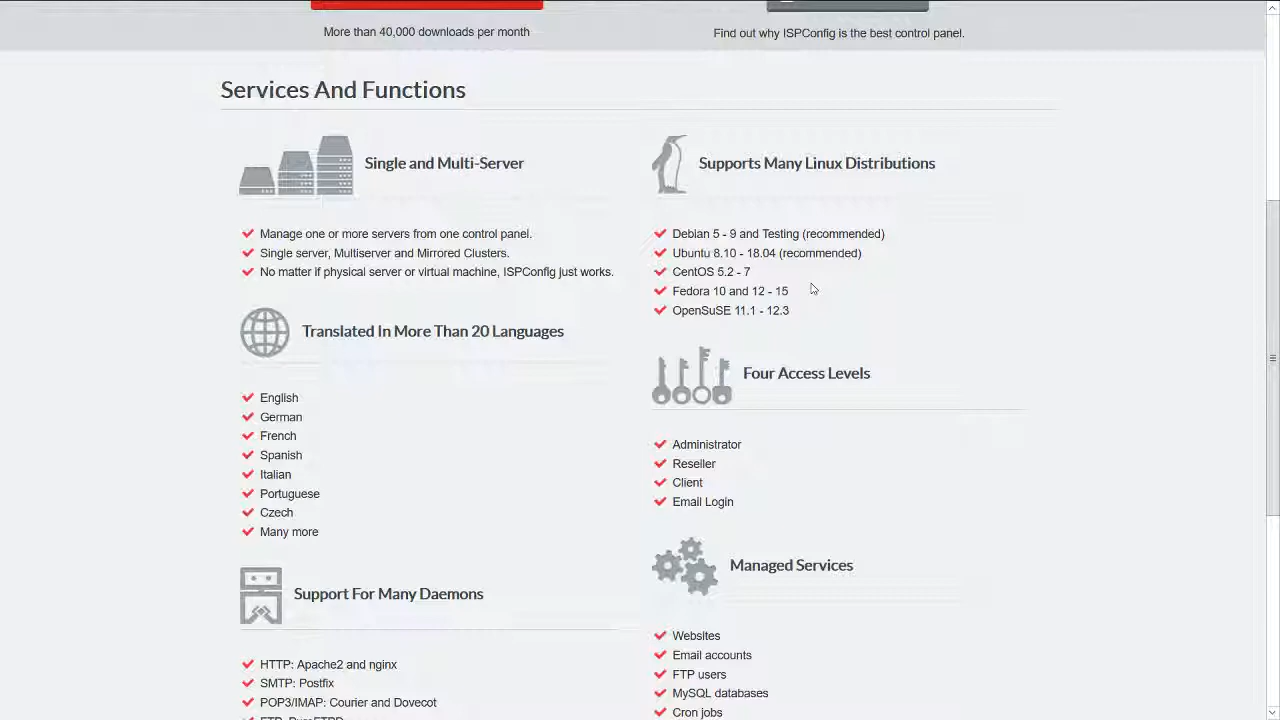 More than 40,000 downloads per month
Find out why ISPConfig is the best control panel.
Services And Functions
Single and Multi-Server
Manage one or more servers from one control panel.
Single server, Multiserver and Mirrored Clusters.
No matter if physical server or virtual machine, ISPConfig just works.
Supports Many Linux Distributions
Debian 5 - 9 and Testing (recommended)
Ubuntu 8.10 - 18.04 (recommended)
CentOS 5.2 - 7
Fedora 10 and 12 - 15
OpenSuSE 11.1 - 12.3
Translated In More Than 20 Languages
English
German
French
Spanish
Italian
Portuguese
Czech
Many more
Four Access Levels
Administrator
Reseller
Client
Email Login
Support For Many Daemons
HTTP: Apache2 and nginx
SMTP: Postfix
POP3/IMAP: Courier and Dovecot
Managed Services
Websites
Email accounts
FTP users
MySQL databases
Cron jobs